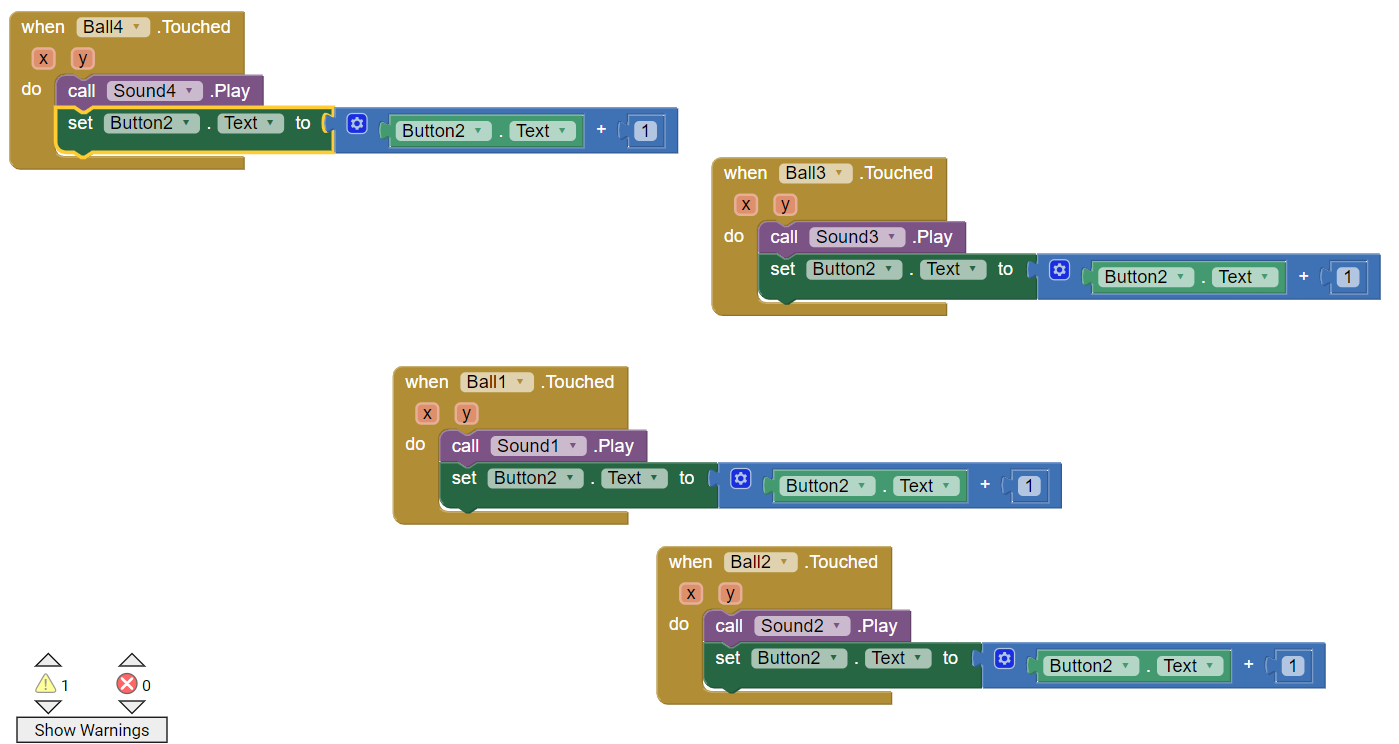 when Ball4 .Touched
x y
do call Sound4 .Play
set Button2 . Text to Button2 . Text + 1
when Ball3 .Touched
x y
do call Sound3 .Play
set Button2 . Text to Button2 . Text + 1
when Ball1 .Touched
x y
do call Sound1 .Play
set Button2 . Text to Button2 . Text + 1
when Ball2 .Touched
x y
do call Sound2 .Play
set Button2 . Text to Button2 . Text + 1
1 0
Show Warnings